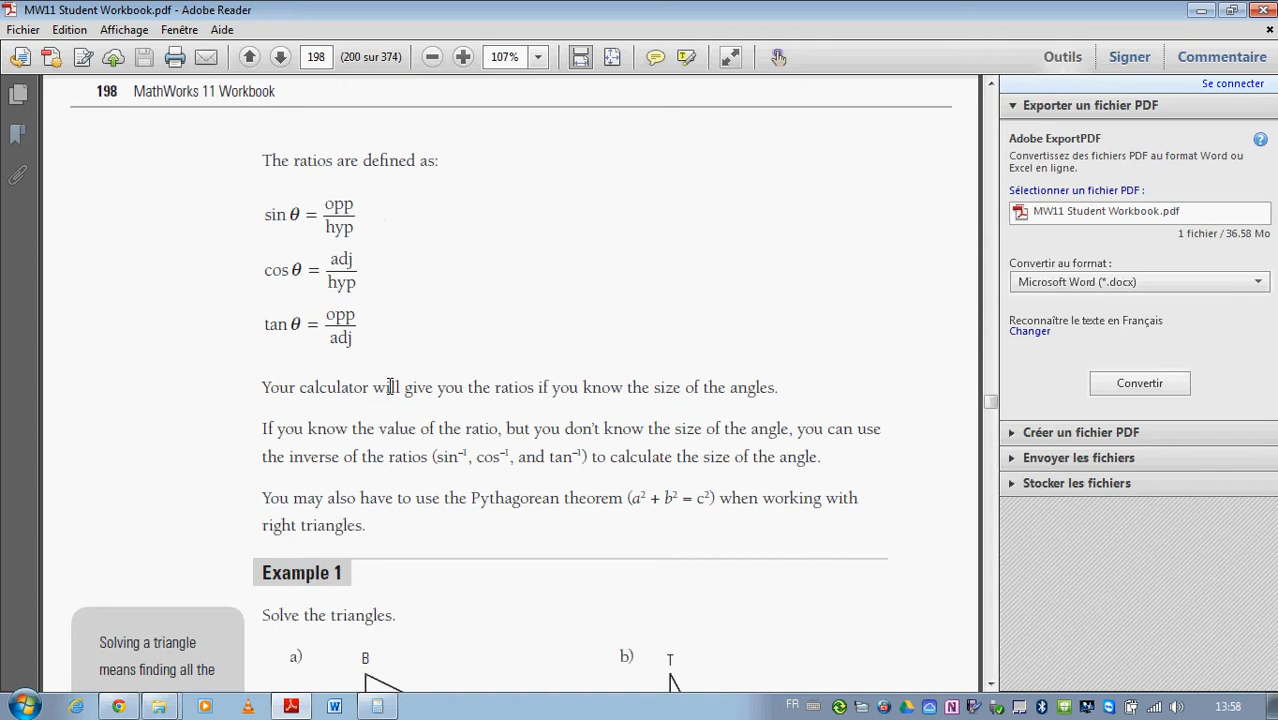 MW11 Student Workbook.pdf - Adobe Reader
Fichier Edition Affichage Fenêtre Aide
198 (200 sur 374) 107% Outils Signer Commentaire
198 MathWorks 11 Workbook
The ratios are defined as:
sin θ = opp/hyp
cos θ = adj/hyp
tan θ = opp/adj
Your calculator will give you the ratios if you know the size of the angles.
If you know the value of the ratio, but you don't know the size of the angle, you can use
the inverse of the ratios (sin⁻¹, cos⁻¹, and tan⁻¹) to calculate the size of the angle.
You may also have to use the Pythagorean theorem (a² + b² = c²) when working with
right triangles.
Example 1
Solve the triangles.
Solving a triangle
means finding all the
a) B b) T
Se connecter
Exporter un fichier PDF
Adobe ExportPDF
Convertissez des fichiers PDF au format Word ou
Excel en ligne.
Sélectionner un fichier PDF :
MW11 Student Workbook.pdf
1 fichier / 36.58 Mo
Convertir au format :
Microsoft Word (*.docx)
Reconnaître le texte en Français
Changer
Convertir
Créer un fichier PDF
Envoyer les fichiers
Stocker les fichiers
FR 13:58